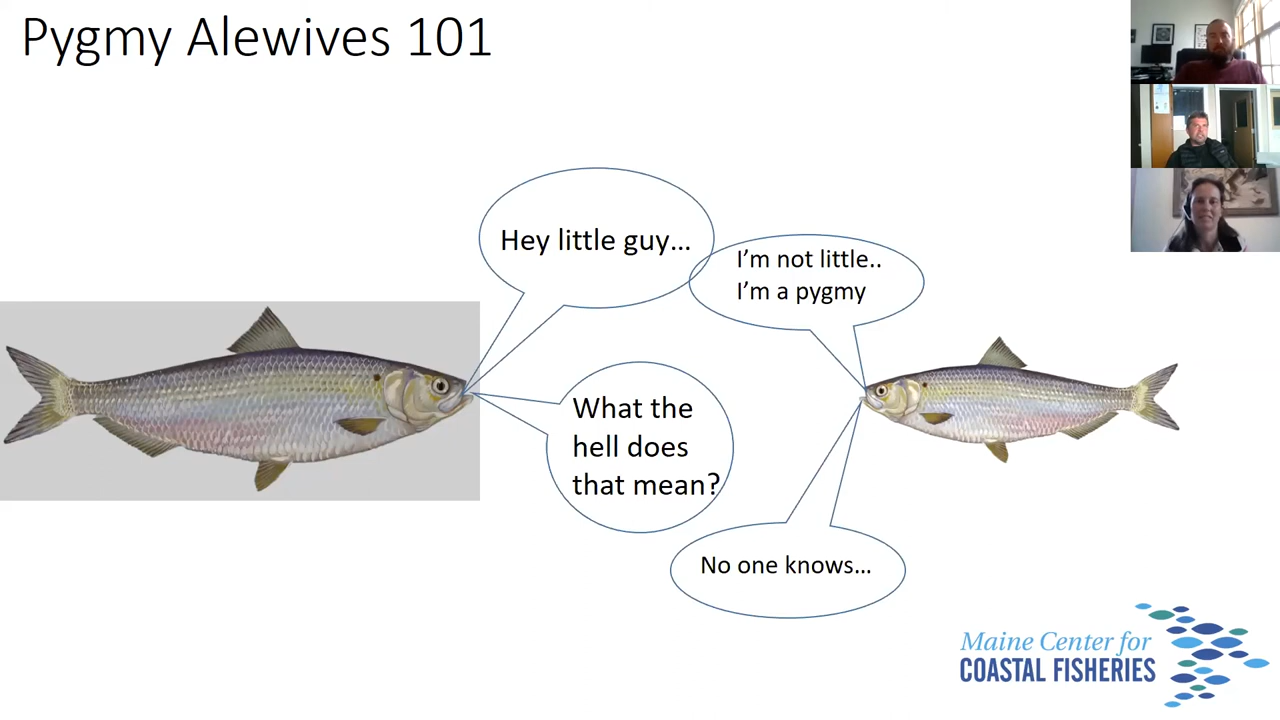 Pygmy Alewives 101
Hey little guy…
I’m not little..
I’m a pygmy
What the
hell does
that mean?
No one knows…
Maine Center for
COASTAL FISHERIES